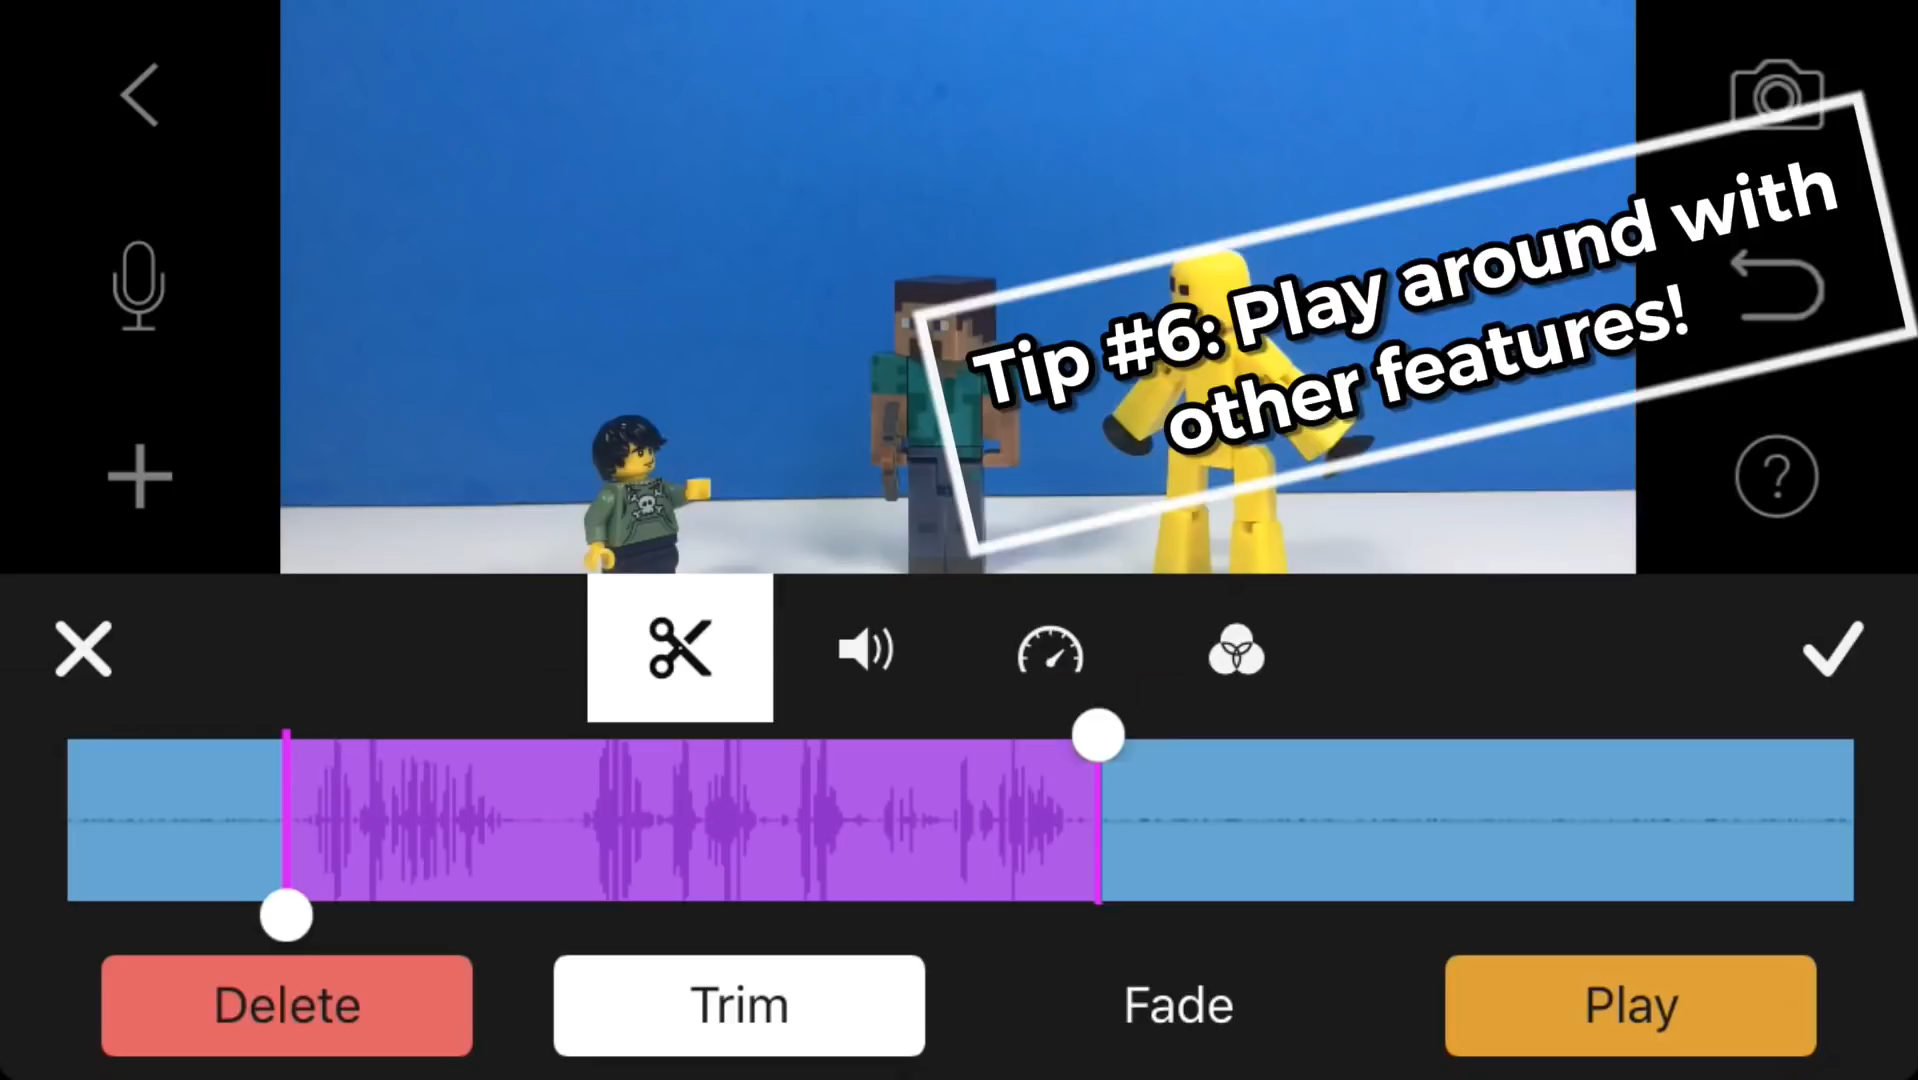 Tip #6: Play around with
other features!
Delete
Trim
Fade
Play